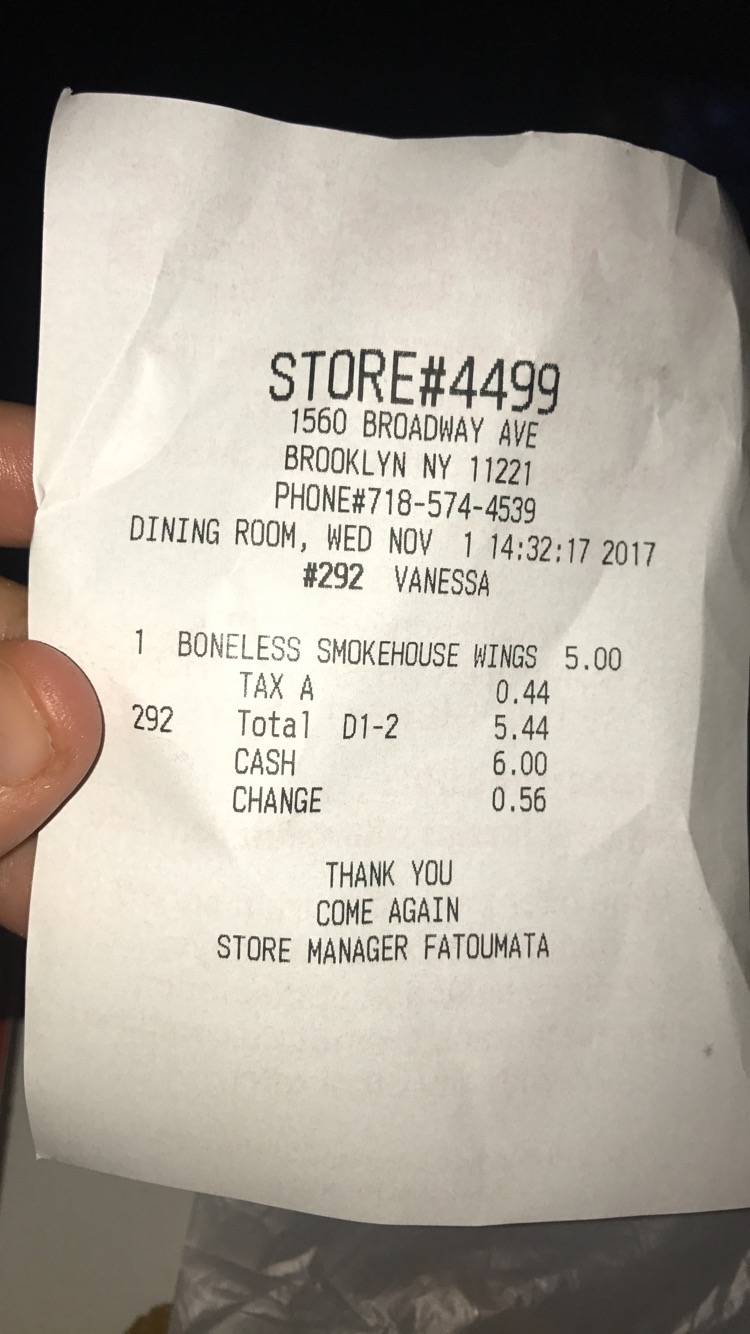 STORE#4499
1560 BROADWAY AVE
BROOKLYN NY 11221
PHONE#718-574-4539
DINING ROOM, WED NOV 1 14:32:17 2017
#292 VANESSA
1 BONELESS SMOKEHOUSE WINGS 5.00
TAX A 0.44
292 Total D1-2 5.44
CASH 6.00
CHANGE 0.56
THANK YOU
COME AGAIN
STORE MANAGER FATOUMATA